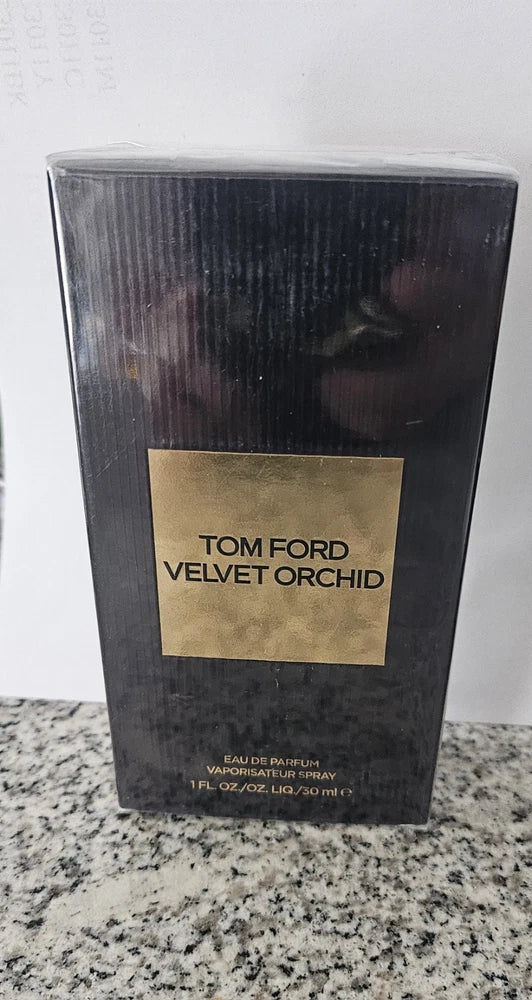 TOM FORD
VELVET ORCHID
EAU DE PARFUM
VAPORISATEUR SPRAY
1 FL. OZ./OZ. LIQ./30 ml ℮